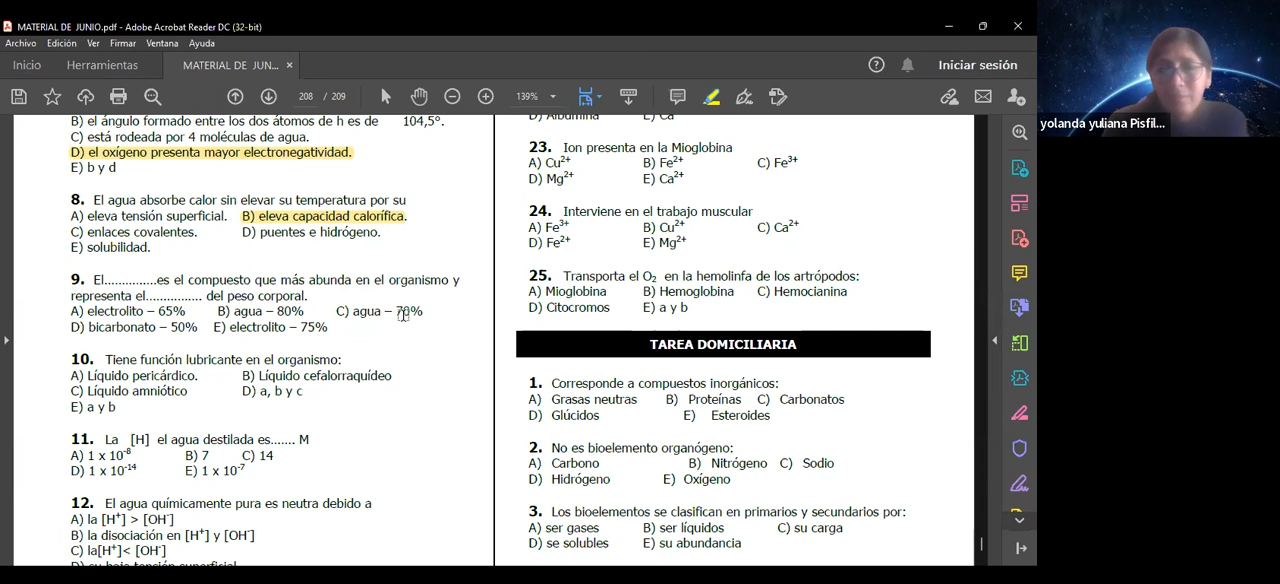 MATERIAL DE JUNIO.pdf - Adobe Acrobat Reader DC (32-bit)
Archivo Edición Ver Firmar Ventana Ayuda
Inicio Herramientas MATERIAL DE JUN... × Iniciar sesión
208 / 209 139%
B) el ángulo formado entre los dos átomos de h es de 104,5°.
C) está rodeada por 4 moléculas de agua.
D) el oxígeno presenta mayor electronegatividad.
E) b y d
8. El agua absorbe calor sin elevar su temperatura por su
A) eleva tensión superficial. B) eleva capacidad calorífica.
C) enlaces covalentes. D) puentes e hidrógeno.
E) solubilidad.
9. El...............es el compuesto que más abunda en el organismo y
representa el................ del peso corporal.
A) electrolito – 65% B) agua – 80% C) agua – 70%
D) bicarbonato – 50% E) electrolito – 75%
10. Tiene función lubricante en el organismo:
A) Líquido pericárdico. B) Líquido cefalorraquídeo
C) Líquido amniótico D) a, b y c
E) a y b
11. La [H] el agua destilada es....... M
A) 1 x 10⁻⁸ B) 7 C) 14
D) 1 x 10⁻¹⁴ E) 1 x 10⁻⁷
12. El agua químicamente pura es neutra debido a
A) la [H⁺] > [OH⁻]
B) la disociación en [H⁺] y [OH⁻]
C) la[H⁺]< [OH⁻]
D) su baja tensión superficial
D) Albúmina E) Ca
23. Ion presenta en la Mioglobina
A) Cu²⁺ B) Fe²⁺ C) Fe³⁺
D) Mg²⁺ E) Ca²⁺
24. Interviene en el trabajo muscular
A) Fe³⁺ B) Cu²⁺ C) Ca²⁺
D) Fe²⁺ E) Mg²⁺
25. Transporta el O₂ en la hemolinfa de los artrópodos:
A) Mioglobina B) Hemoglobina C) Hemocianina
D) Citocromos E) a y b
TAREA DOMICILIARIA
1. Corresponde a compuestos inorgánicos:
A) Grasas neutras B) Proteínas C) Carbonatos
D) Glúcidos E) Esteroides
2. No es bioelemento organógeno:
A) Carbono B) Nitrógeno C) Sodio
D) Hidrógeno E) Oxígeno
3. Los bioelementos se clasifican en primarios y secundarios por:
A) ser gases B) ser líquidos C) su carga
D) se solubles E) su abundancia
yolanda yuliana Pisfil...